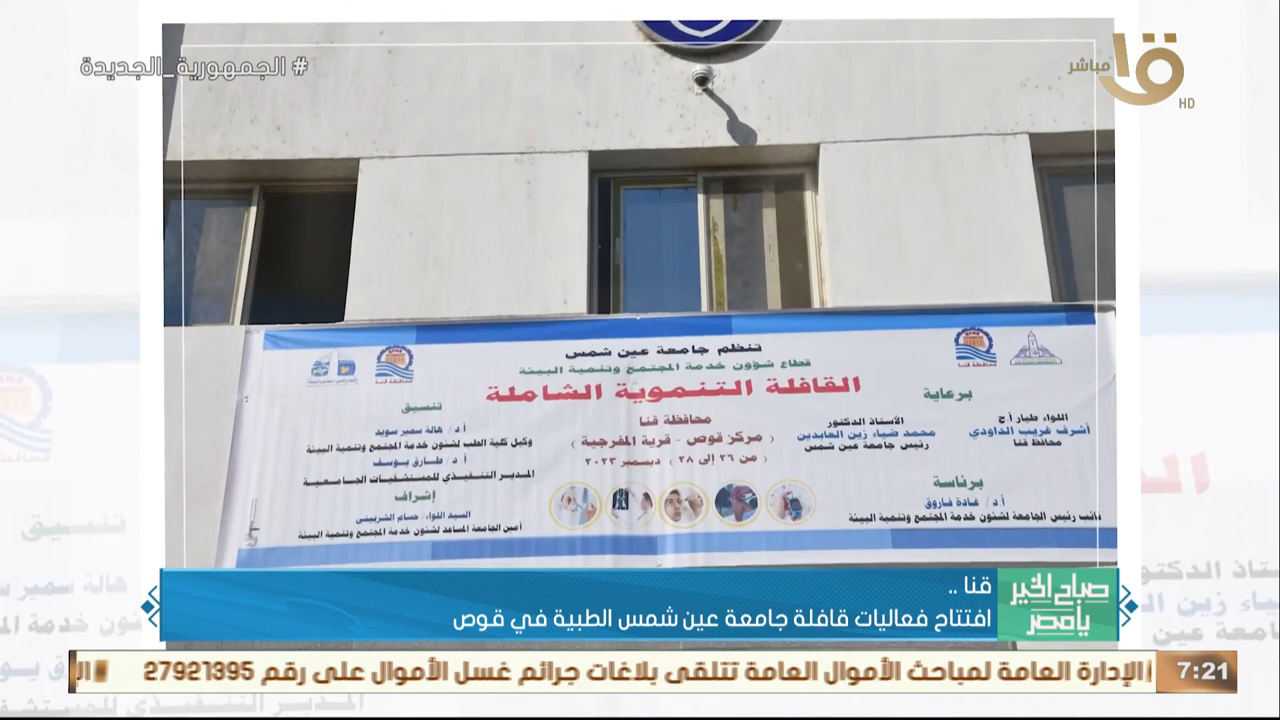 # الجمهورية_الجديدة
مباشر
HD
تنظم جامعة عين شمس
قطاع شؤون خدمة المجتمع وتنمية البيئة
القافلة التنموية الشاملة
محافظة قنا
( مركز قوص - قرية المفرجية )
( من ٢٦ إلى ٢٨ ) ديسمبر ٢٠٢٣
محافظة قنا
برعاية
اللواء طيار أ ح
أشرف غريب الداودي
محافظ قنا
الأستاذ الدكتور
محمد ضياء زين العابدين
رئيس جامعة عين شمس
برئاسة
أ د/ غادة فاروق
نائب رئيس الجامعة لشئون خدمة المجتمع وتنمية البيئة
محافظة قنا
تنسيق
أ د/ هالة سمير سويد
وكيل كلية الطب لشئون خدمة المجتمع وتنمية البيئة
أ د/ طارق يوسف
المدير التنفيذي للمستشفيات الجامعية
إشراف
السيد اللواء/ حسام الشربيني
أمين الجامعة المساعد لشئون خدمة المجتمع وتنمية البيئة
صباح الخير
يا مصر
قنا ..
افتتاح فعاليات قافلة جامعة عين شمس الطبية في قوص
7:21
الإدارة العامة لمباحث الأموال العامة تتلقى بلاغات جرائم غسل الأموال على رقم 27921395